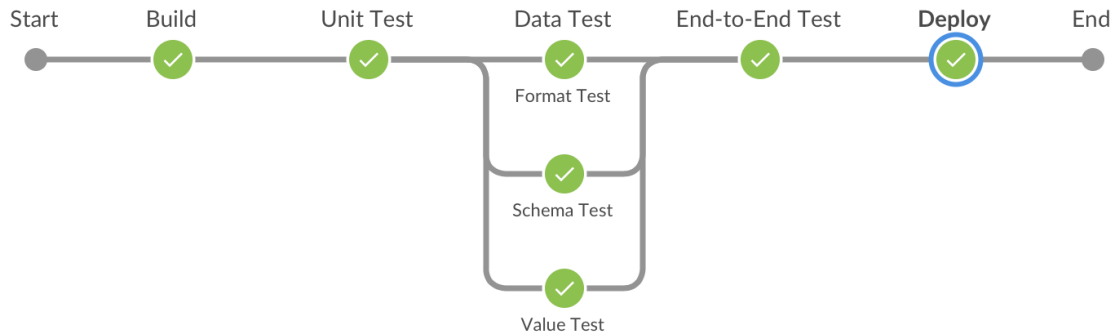 Start
Build
Unit Test
Data Test
End-to-End Test
Deploy
End
Format Test
Schema Test
Value Test